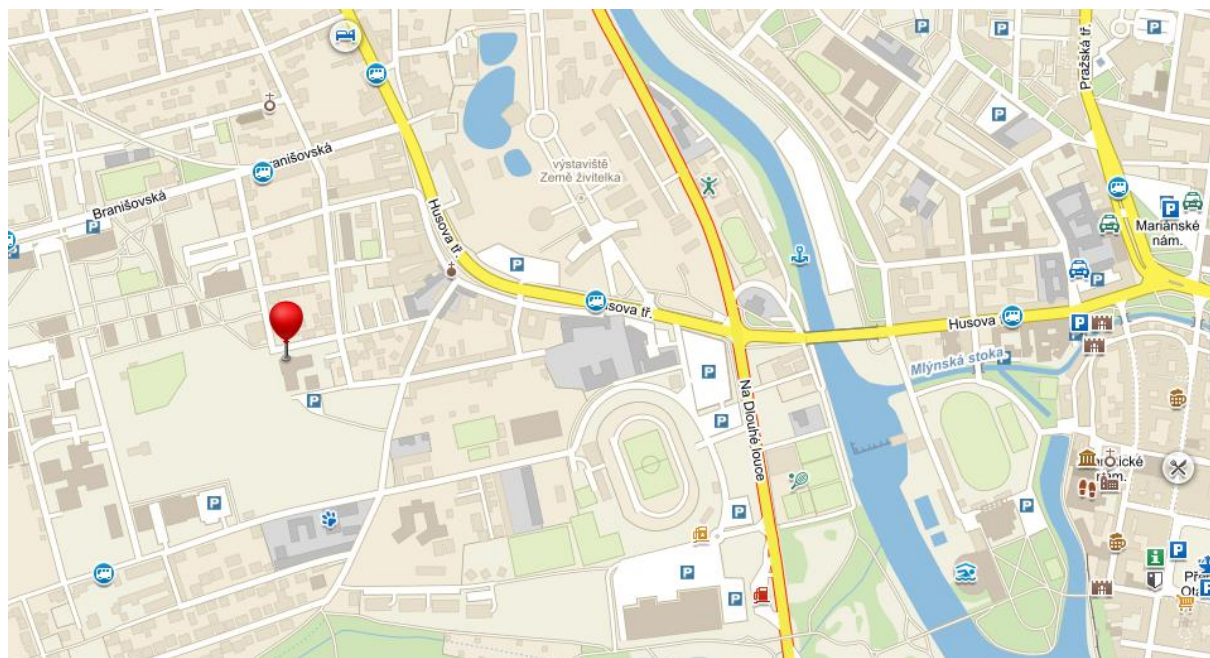 Pražská tř.
Branišovská
výstaviště
Země živitelka
Branišovská
Husova tř.
Mariánské
nám.
Husova tř.
Husova
Mlýnská stoka
Na Dlouhé louce
nám.
P
i